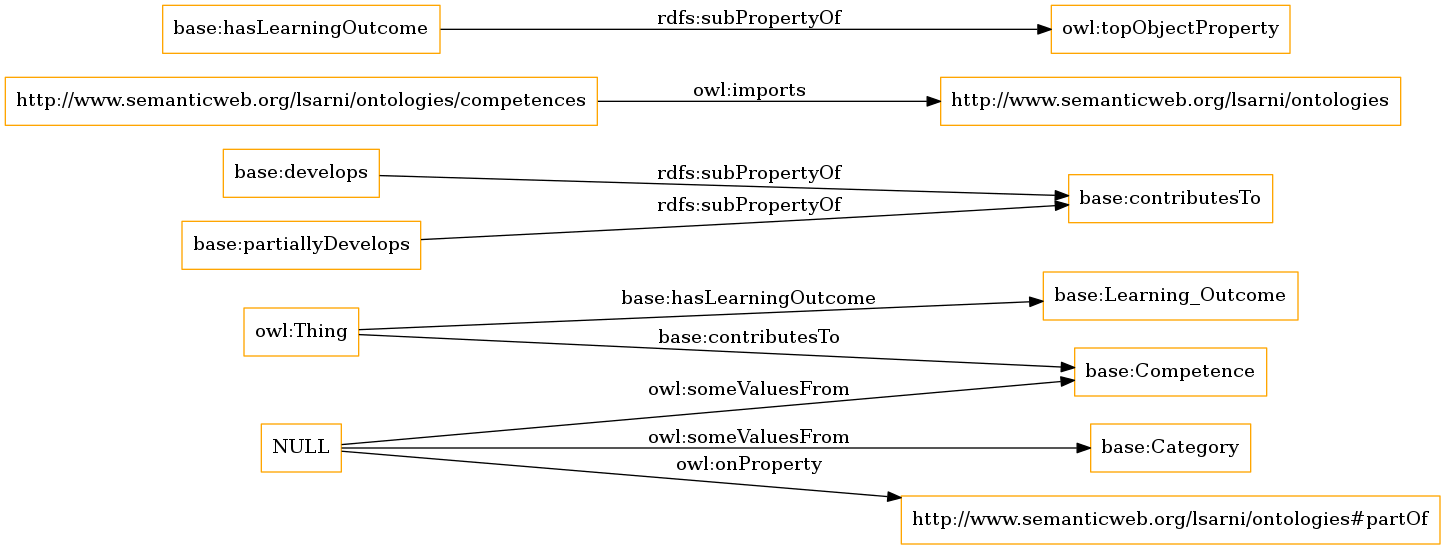 base:hasLearningOutcome
rdfs:subPropertyOf
owl:topObjectProperty
http://www.semanticweb.org/lsarni/ontologies/competences
owl:imports
http://www.semanticweb.org/lsarni/ontologies
base:develops
rdfs:subPropertyOf
base:contributesTo
base:partiallyDevelops
rdfs:subPropertyOf
owl:Thing
base:hasLearningOutcome
base:Learning_Outcome
base:contributesTo
base:Competence
NULL
owl:someValuesFrom
owl:someValuesFrom
base:Category
owl:onProperty
http://www.semanticweb.org/lsarni/ontologies#partOf